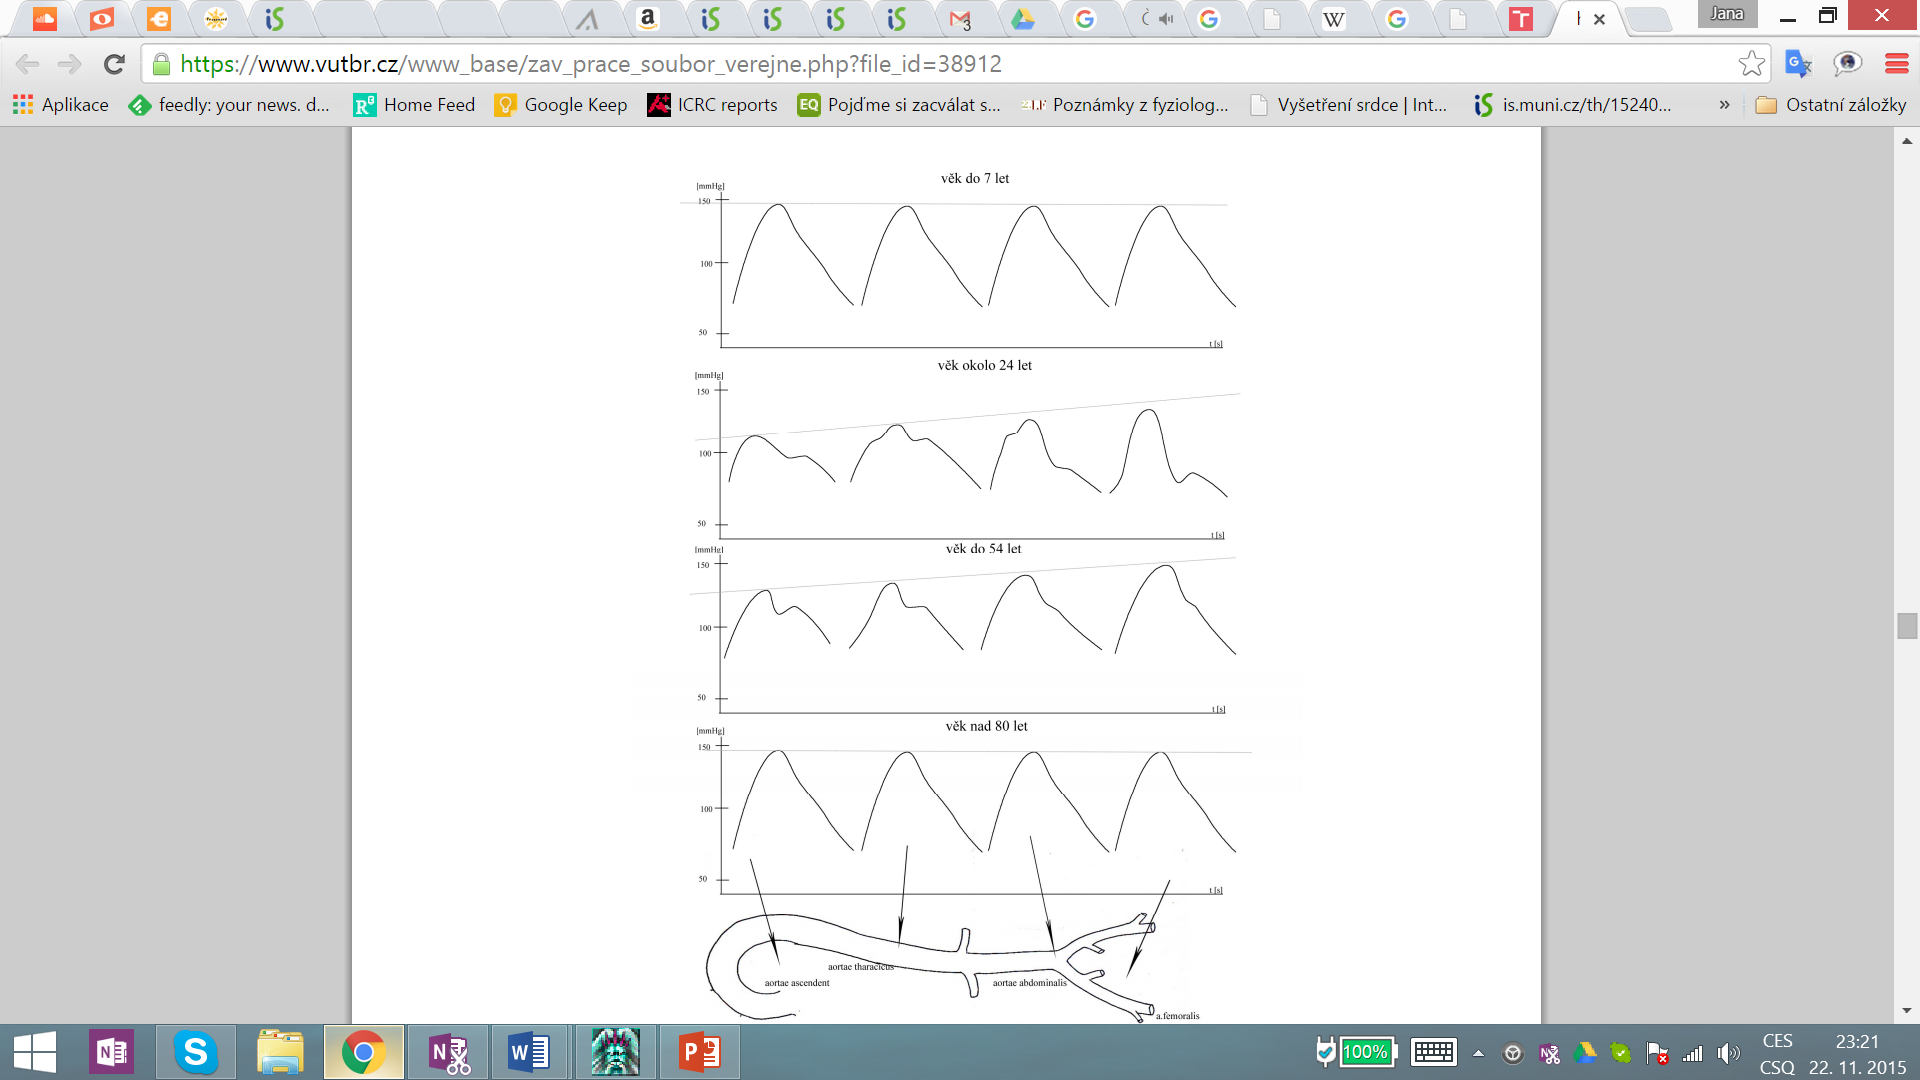 3
Jana
https://www.vutbr.cz/www_base/zav_prace_soubor_verejne.php?file_id=38912
Aplikace
feedly: your news. d...
Home Feed
Google Keep
ICRC reports
Pojďme si zacválat s...
Poznámky z fyziolog...
Vyšetření srdce | Int...
is.muni.cz/th/15240...
»
Ostatní záložky
věk do 7 let
[mmHg]
150
100
50
t [s]
věk okolo 24 let
[mmHg]
150
100
50
t [s]
věk do 54 let
[mmHg]
150
100
50
t [s]
věk nad 80 let
[mmHg]
150
100
50
t [s]
aortae tharacicus
aortae ascendent
aortae abdominalis
a.femoralis
100%
CES
CSQ
23:21
22. 11. 2015